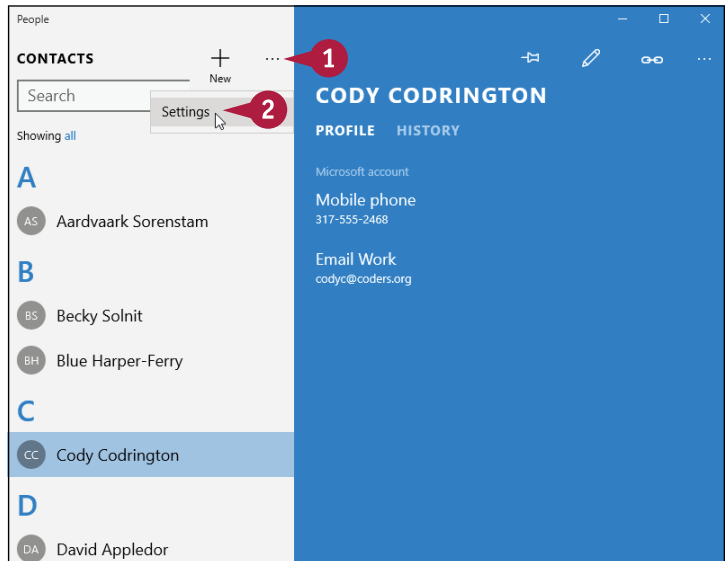 People
CONTACTS
New
1
Search
Settings
2
Showing all
A
AS Aardvaark Sorenstam
B
BS Becky Solnit
BH Blue Harper-Ferry
C
CC Cody Codrington
D
DA David Appledor
CODY CODRINGTON
PROFILE HISTORY
Microsoft account
Mobile phone
317-555-2468
Email Work
codyc@coders.org